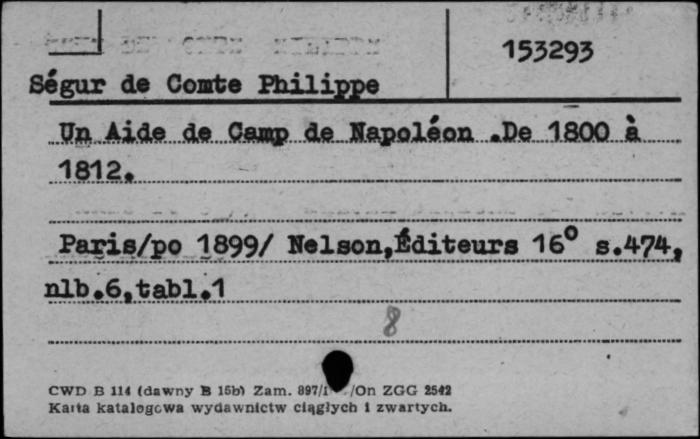 153293
Ségur de Comte Philippe
Un Aide de Camp de Napoléon .De 1800 à
1812.
Paris/po 1899/ Nelson,Éditeurs 16° s.474,
nlb.6,tabl.1
8
CWD B 114 (dawny B 15b) Zam. 897/1 /On ZGG 2542
Karta katalogowa wydawnictw ciągłych i zwartych.